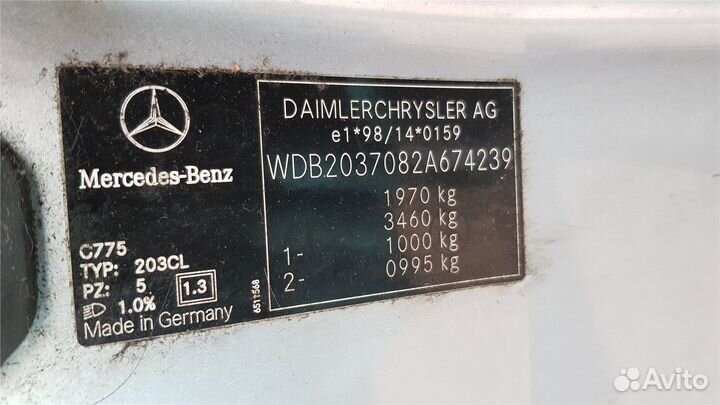 Mercedes-Benz
C775
TYP: 203CL
PZ: 5 1.3
1.0%
Made in Germany
6511568
DAIMLERCHRYSLER AG
e1*98/14*0159
WDB2037082A674239
1970 kg
3460 kg
1- 1000 kg
2- 0995 kg
Avito